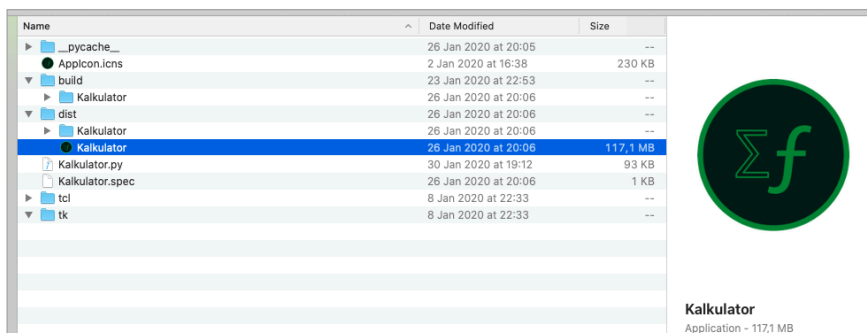 Name Date Modified Size
__pycache__ 26 Jan 2020 at 20:05 --
AppIcon.icns 2 Jan 2020 at 16:38 230 KB
build 23 Jan 2020 at 22:53 --
Kalkulator 26 Jan 2020 at 20:06 --
dist 26 Jan 2020 at 20:06 --
Kalkulator 26 Jan 2020 at 20:06 --
Kalkulator 26 Jan 2020 at 20:06 117,1 MB
Kalkulator.py 30 Jan 2020 at 19:12 93 KB
Kalkulator.spec 26 Jan 2020 at 20:06 1 KB
tcl 8 Jan 2020 at 22:33 --
tk 8 Jan 2020 at 22:33 --
Σƒ
Kalkulator
Application - 117,1 MB